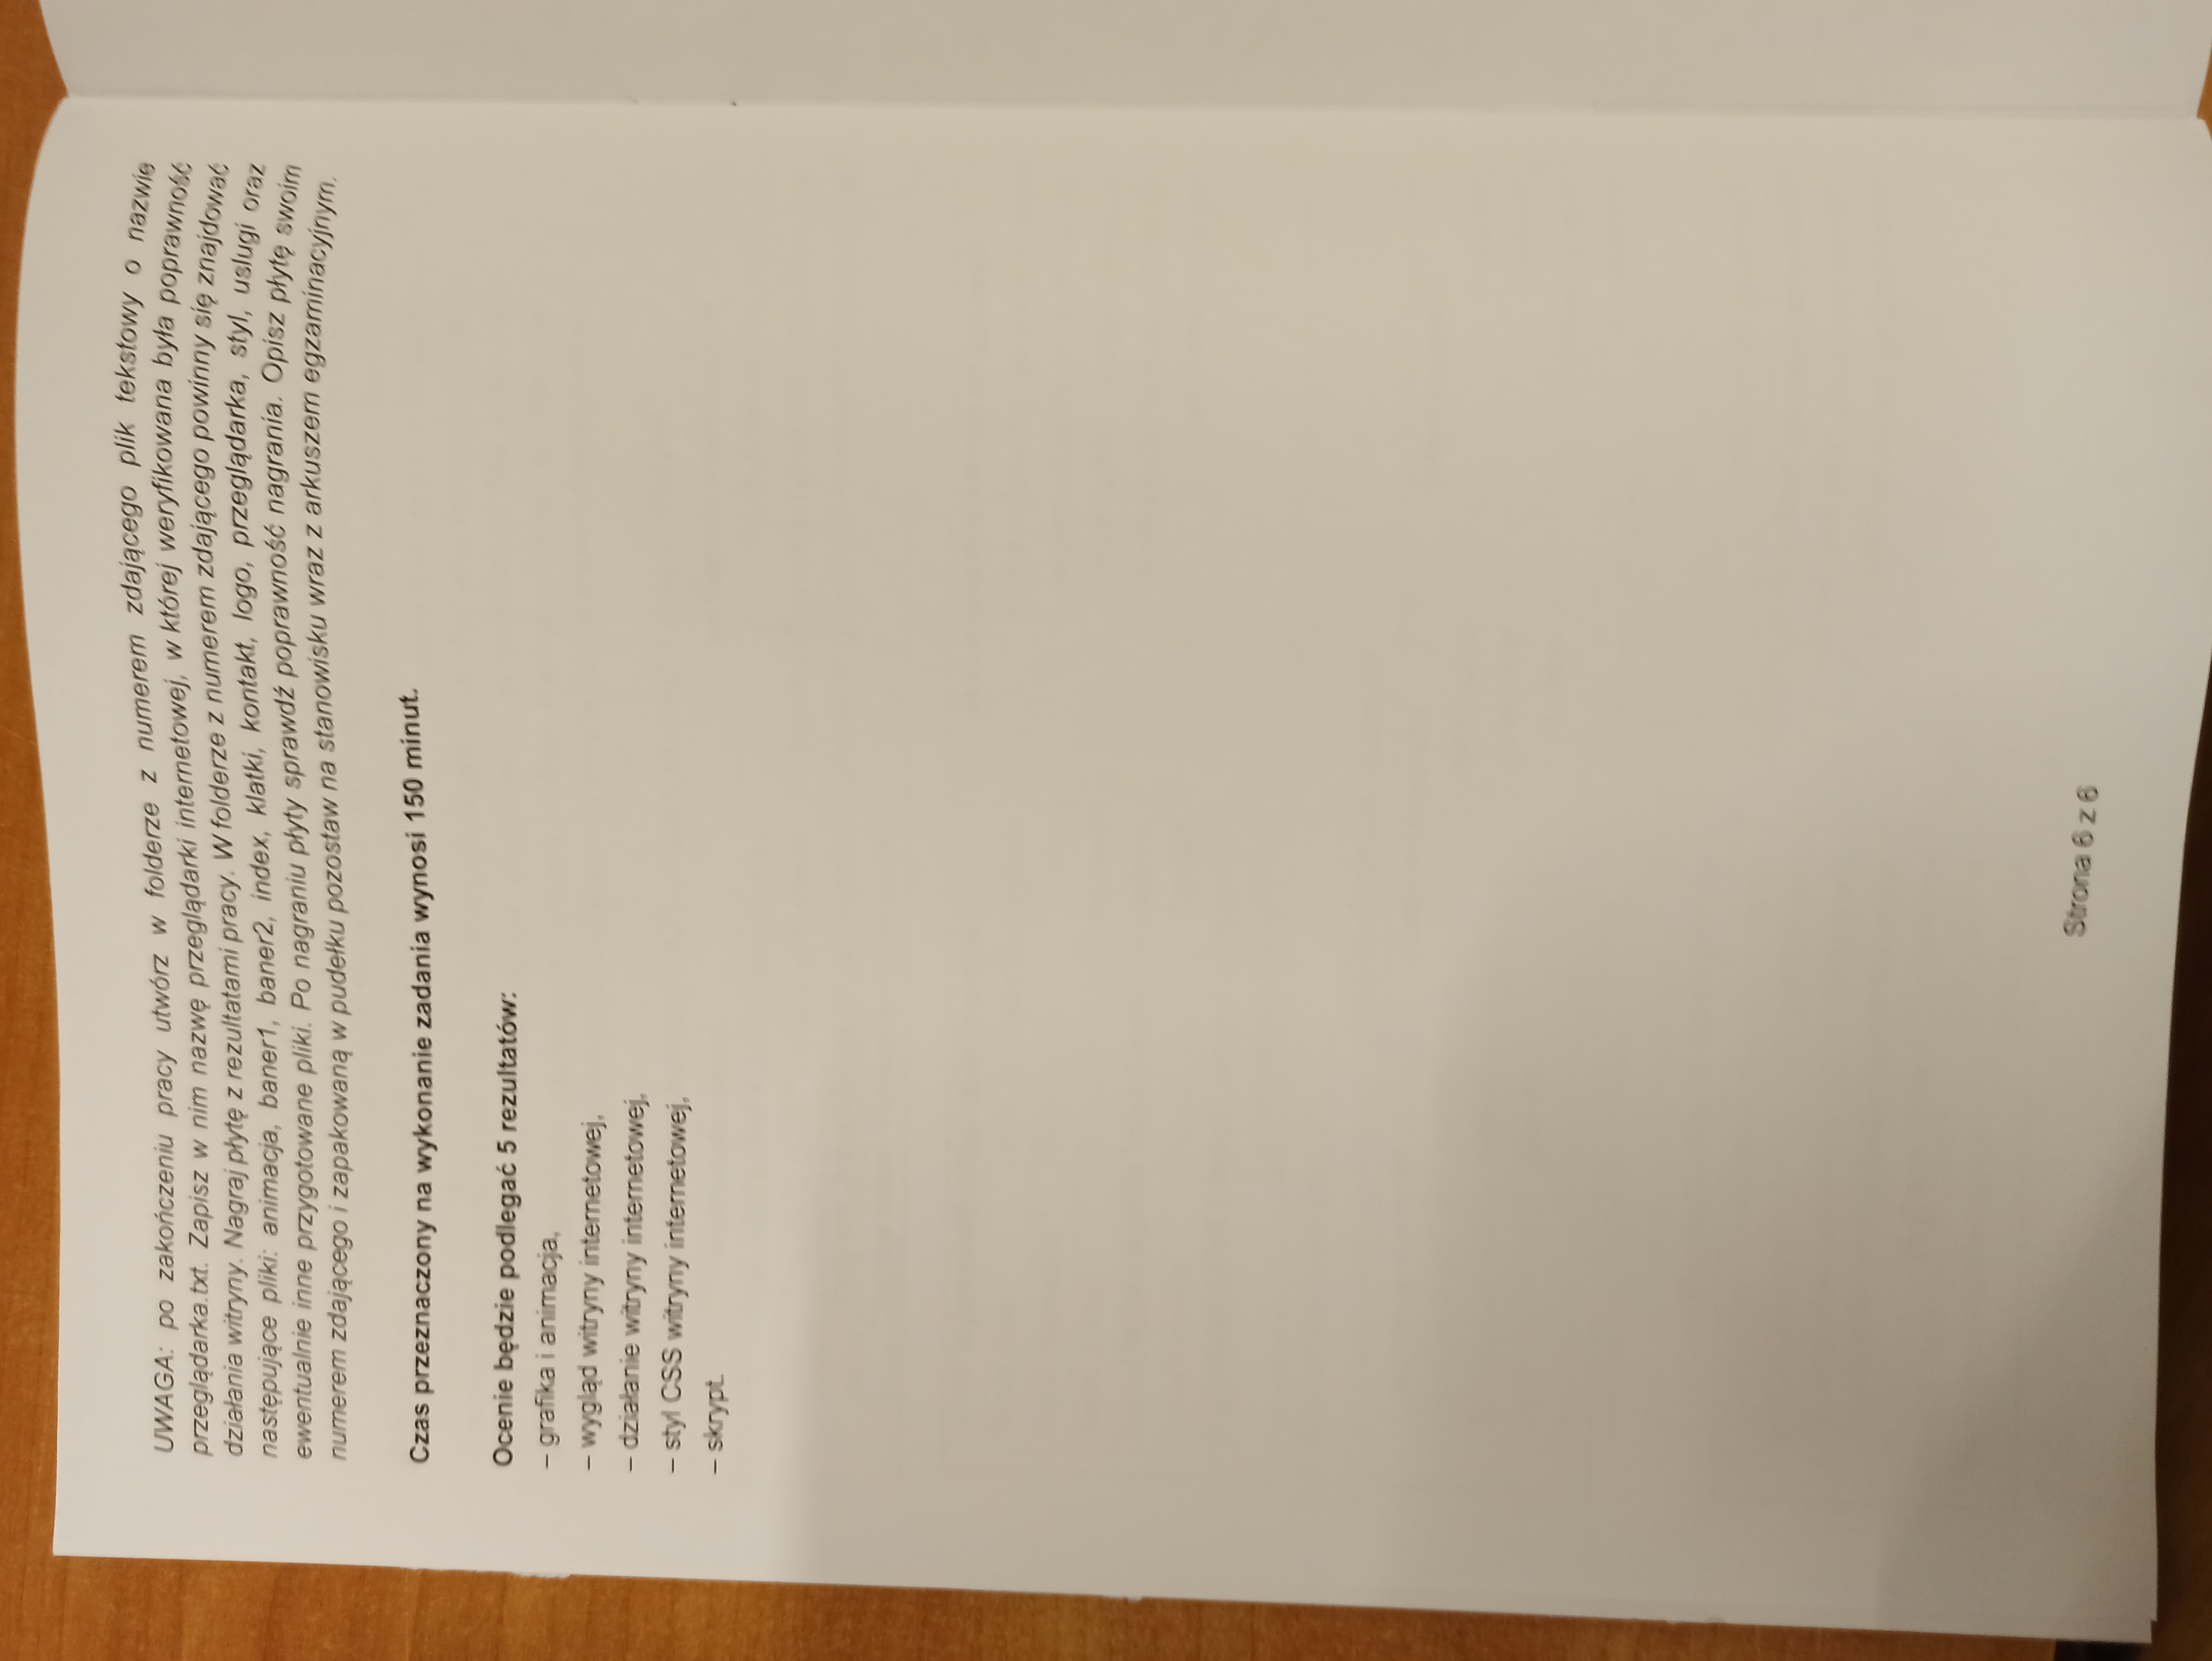 UWAGA: po zakończeniu pracy utwórz w folderze z numerem zdającego plik tekstowy o nazwie
przeglądarka.txt. Zapisz w nim nazwę przeglądarki internetowej, w której weryfikowana była poprawność
działania witryny. Nagraj płytę z rezultatami pracy. W folderze z numerem zdającego powinny się znajdować
następujące pliki: animacja, baner1, baner2, index, klatki, kontakt, logo, przeglądarka, styl, uslugi oraz
ewentualnie inne przygotowane pliki. Po nagraniu płyty sprawdź poprawność nagrania. Opisz płytę swoim
numerem zdającego i zapakowaną w pudełku pozostaw na stanowisku wraz z arkuszem egzaminacyjnym.
Czas przeznaczony na wykonanie zadania wynosi 150 minut.
Ocenie będzie podlegać 5 rezultatów:
– grafika i animacja,
– wygląd witryny internetowej,
– działanie witryny internetowej,
– styl CSS witryny internetowej,
– skrypt.
Strona 6 z 6